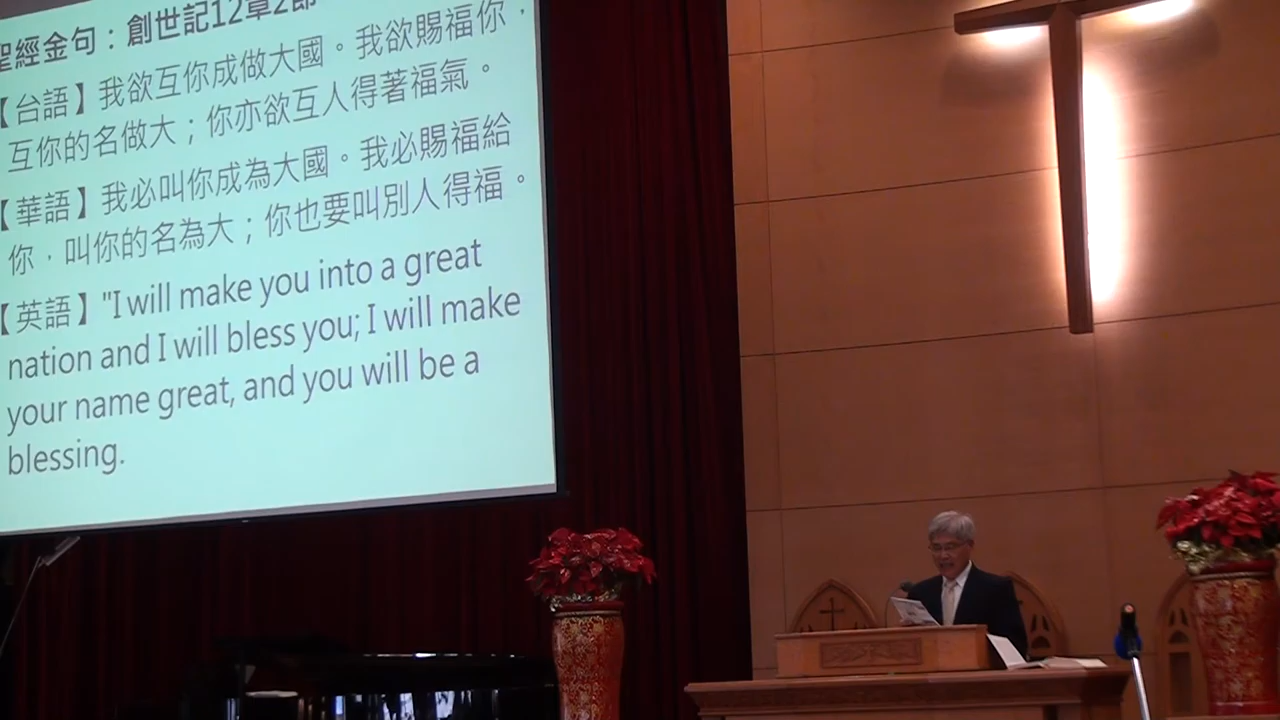 聖經金句：創世記12章2節
【台語】我欲互你成做大國。我欲賜福你，
互你的名做大；你亦欲互人得著福氣。
【華語】我必叫你成為大國。我必賜福給
你，叫你的名為大；你也要叫別人得福。
【英語】"I will make you into a great
nation and I will bless you; I will make
your name great, and you will be a
blessing.